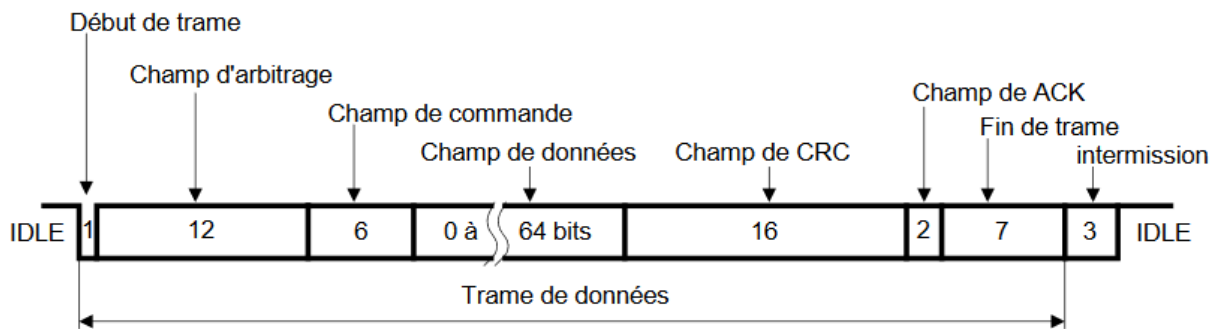 Début de trame
Champ d'arbitrage
Champ de commande
Champ de données
Champ de CRC
Champ de ACK
Fin de trame
intermission
IDLE 1 12 6 0 à 64 bits 16 2 7 3 IDLE
Trame de données